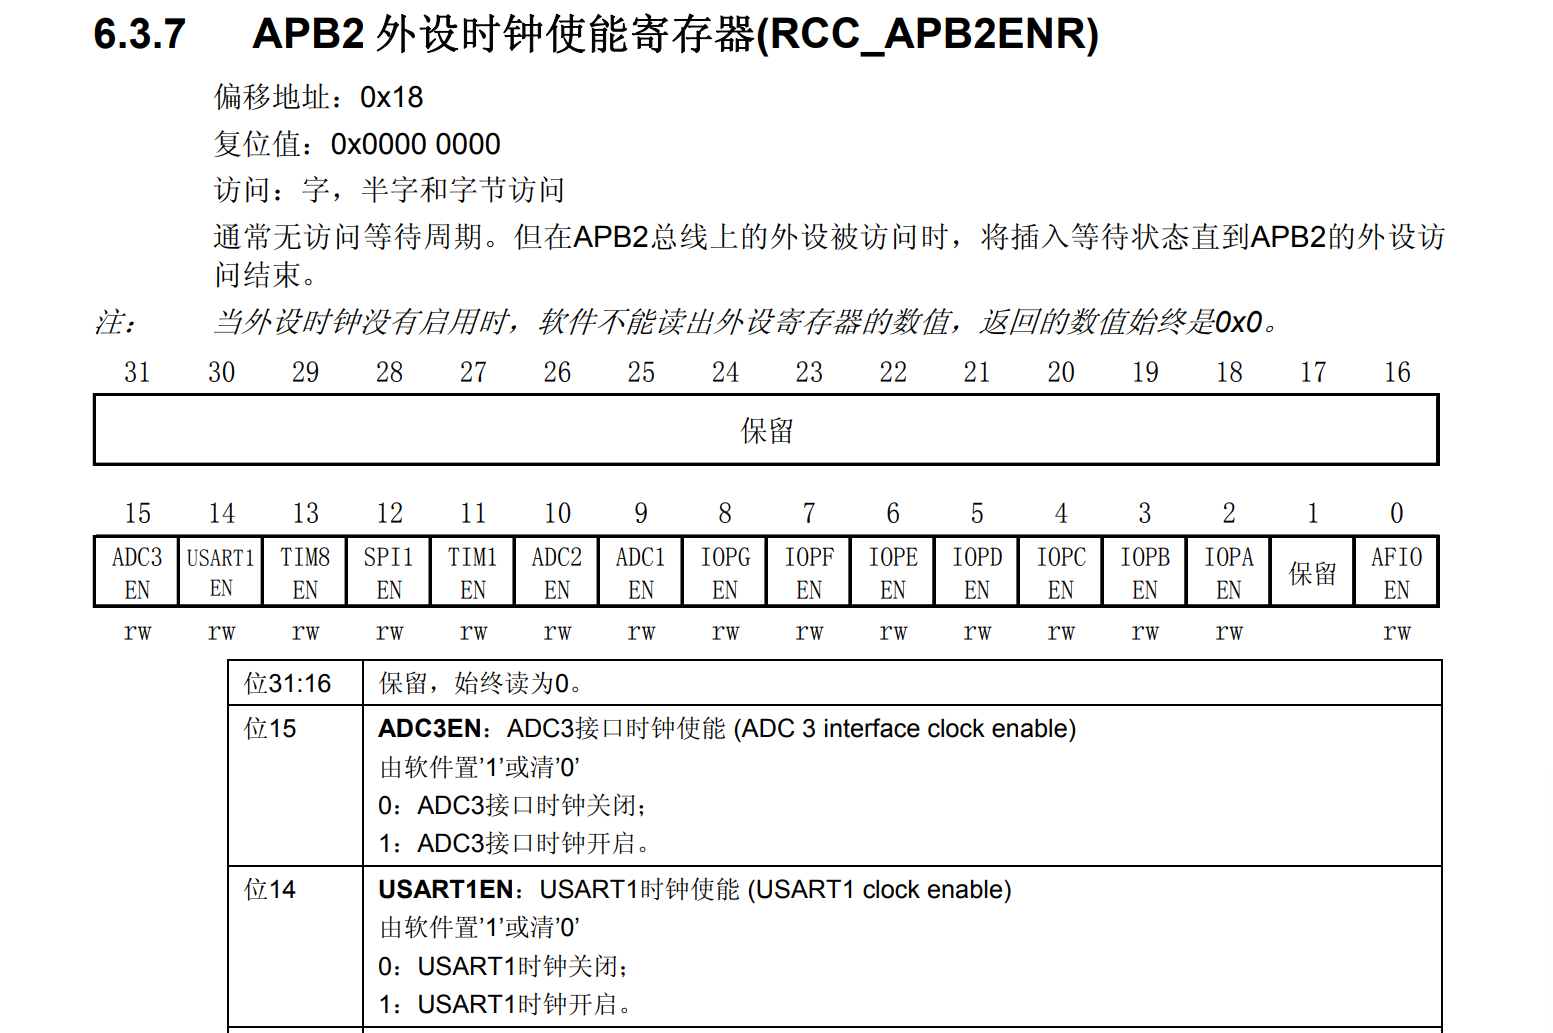 6.3.7 APB2 外设时钟使能寄存器(RCC_APB2ENR)
偏移地址：0x18
复位值：0x0000 0000
访问：字，半字和字节访问
通常无访问等待周期。但在APB2总线上的外设被访问时，将插入等待状态直到APB2的外设访
问结束。
注： 当外设时钟没有启用时，软件不能读出外设寄存器的数值，返回的数值始终是0x0。
31 30 29 28 27 26 25 24 23 22 21 20 19 18 17 16
保留
15 14 13 12 11 10 9 8 7 6 5 4 3 2 1 0
ADC3 USART1 TIM8 SPI1 TIM1 ADC2 ADC1 IOPG IOPF IOPE IOPD IOPC IOPB IOPA 保留 AFIO
EN EN EN EN EN EN EN EN EN EN EN EN EN EN EN
rw rw rw rw rw rw rw rw rw rw rw rw rw rw rw
位31:16 保留，始终读为0。
位15 ADC3EN：ADC3接口时钟使能 (ADC 3 interface clock enable)
由软件置’1’或清’0’
0：ADC3接口时钟关闭；
1：ADC3接口时钟开启。
位14 USART1EN：USART1时钟使能 (USART1 clock enable)
由软件置’1’或清’0’
0：USART1时钟关闭；
1：USART1时钟开启。